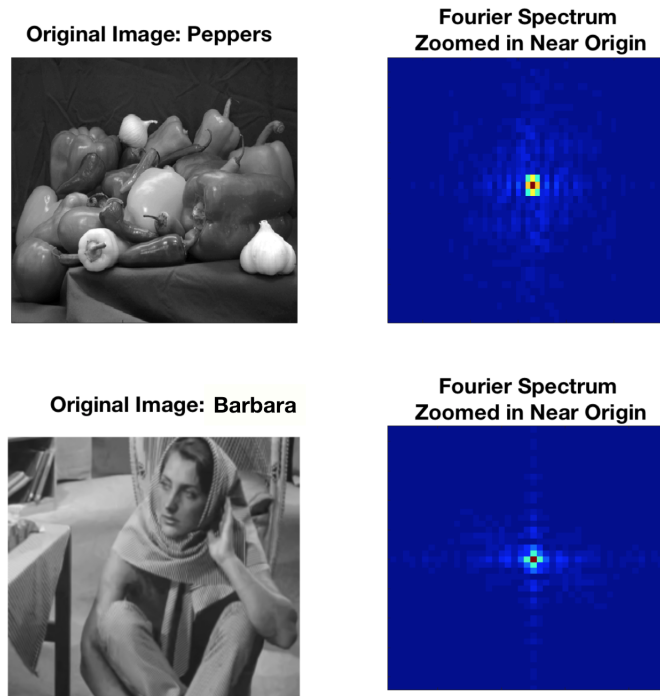 Original Image: Peppers
Fourier Spectrum
Zoomed in Near Origin
Original Image: Barbara
Fourier Spectrum
Zoomed in Near Origin